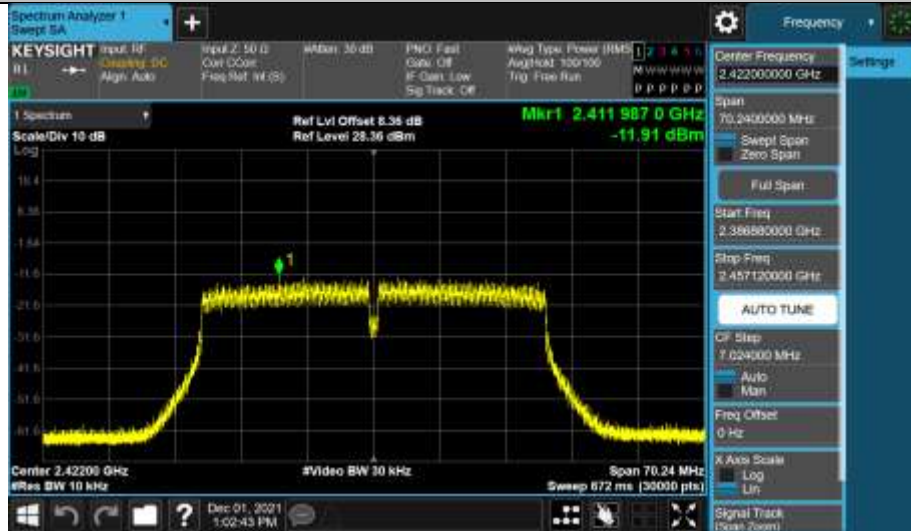 Spectrum Analyzer 1
Swept SA
+
Frequency
KEYSIGHT
Input: RF
Coupling: DC
Align: Auto
Input Z: 50 Ω
Corr CCorr
Freq Ref: Int (S)
#Atten: 30 dB
PNO: Fast
Gate: Off
IF Gain: Low
Sig Track: Off
#Avg Type: Power (RMS
Avg|Hold: 100/100
Trig: Free Run
1 2 3 4 5 6
M W W W W W
P P P P P P
1 Spectrum
Scale/Div 10 dB
Log
Ref Lvl Offset 8.36 dB
Ref Level 28.36 dBm
Mkr1 2.411 987 0 GHz
-11.91 dBm
18.4
8.36
-1.64
-11.6
-21.6
-31.6
-41.6
-51.6
-61.6
1
Center 2.42200 GHz
#Res BW 10 kHz
#Video BW 30 kHz
Span 70.24 MHz
Sweep 672 ms (30000 pts)
Center Frequency
2.422000000 GHz
Settings
Span
70.2400000 MHz
Swept Span
Zero Span
Full Span
Start Freq
2.386880000 GHz
Stop Freq
2.457120000 GHz
AUTO TUNE
CF Step
7.024000 MHz
Auto
Man
Freq Offset
0 Hz
X Axis Scale
Log
Lin
Signal Track
(Span Zoom)
?
Dec 01, 2021
1:02:43 PM